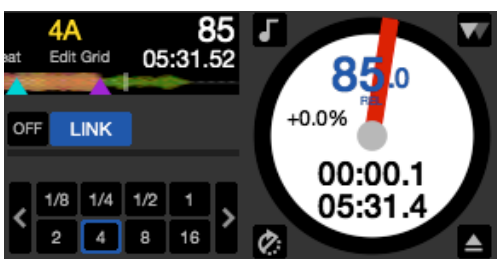 4A 85
eat Edit Grid 05:31.52
OFF LINK
1/8 1/4 1/2 1
2 4 8 16
85.0
REL
+0.0%
00:00.1
05:31.4